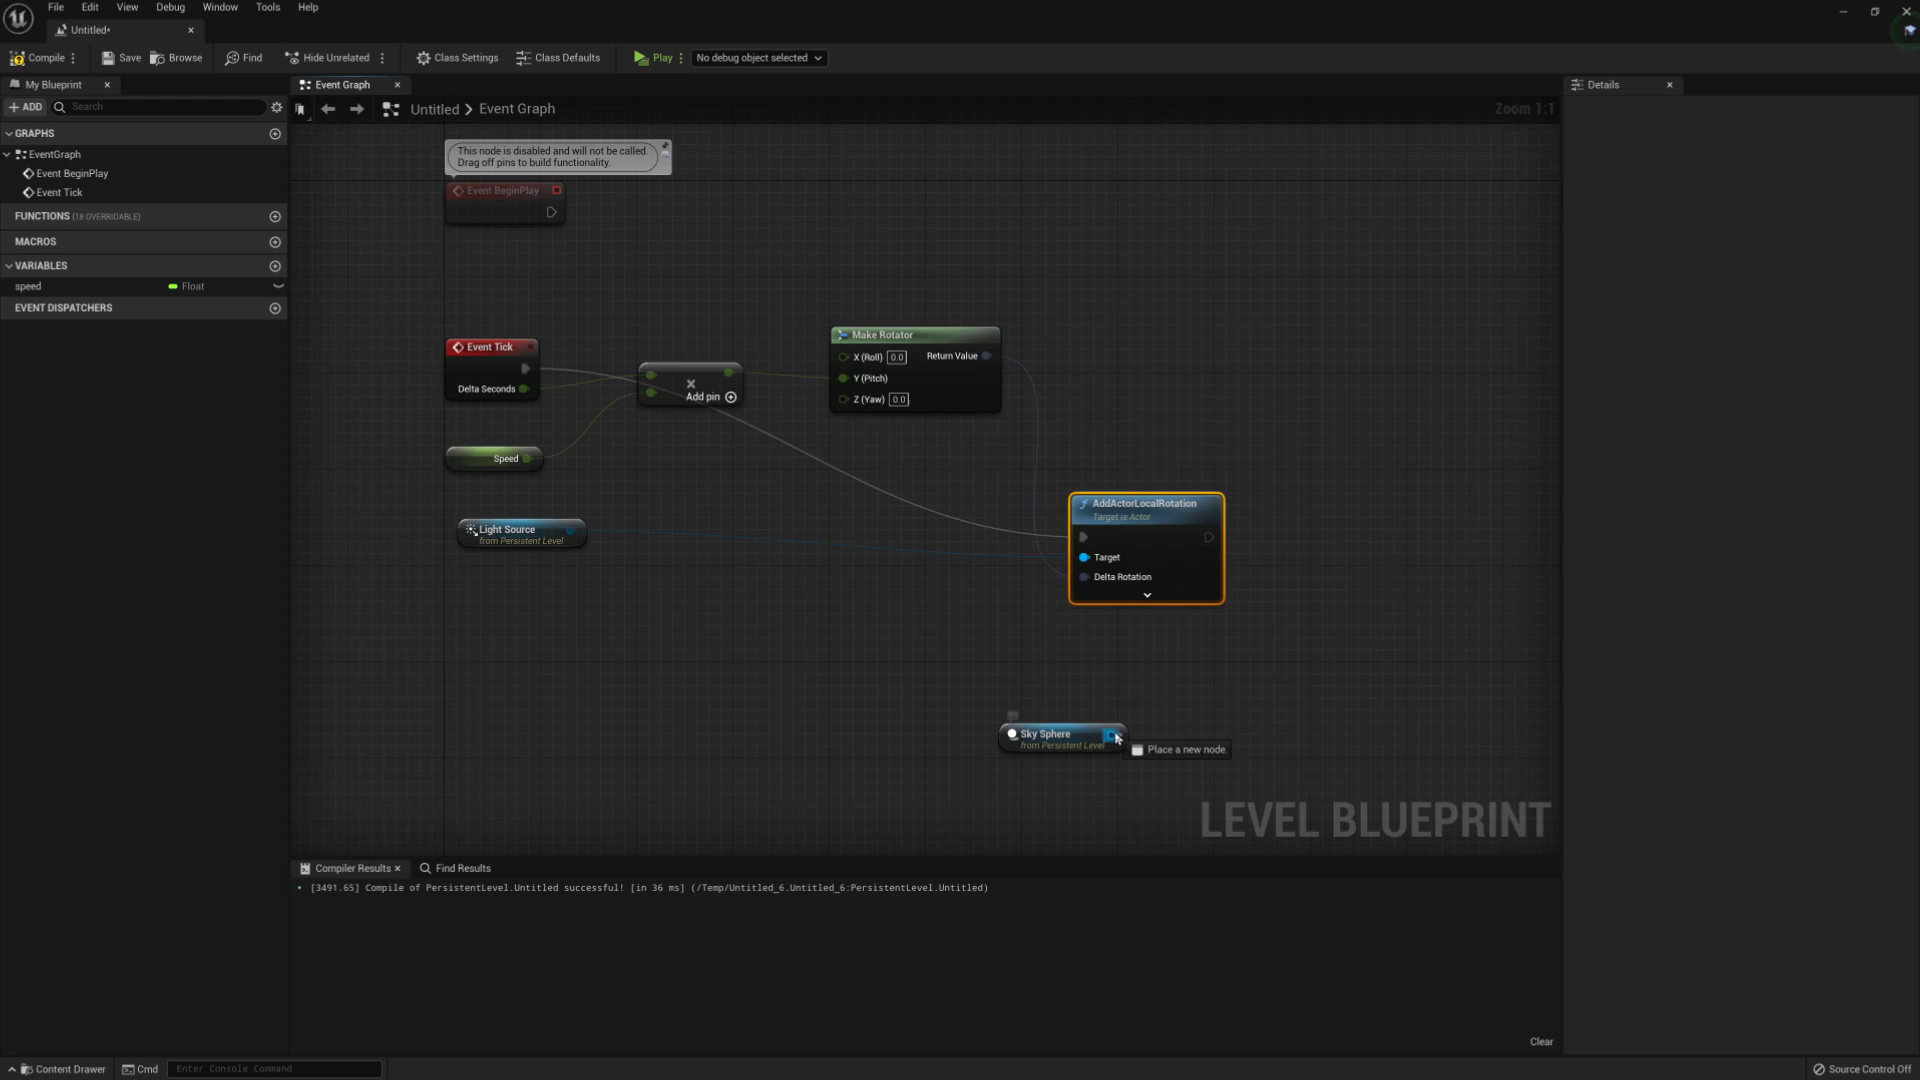 File Edit View Debug Window Tools Help
Untitled•
Compile Save Browse Find Hide Unrelated Class Settings Class Defaults Play No debug object selected
My Blueprint
Event Graph
Details
+ ADD Search
Untitled > Event Graph
Zoom 1:1
GRAPHS
EventGraph
Event BeginPlay
Event Tick
FUNCTIONS (18 OVERRIDABLE)
MACROS
VARIABLES
speed Float
EVENT DISPATCHERS
This node is disabled and will not be called.
Drag off pins to build functionality.
Event BeginPlay
Event Tick
Delta Seconds
Add pin
Make Rotator
X (Roll) 0.0 Return Value
Y (Pitch)
Z (Yaw) 0.0
Speed
Light Source
from Persistent Level
AddActorLocalRotation
Target is Actor
Target
Delta Rotation
Sky Sphere
from Persistent Level
Place a new node.
LEVEL BLUEPRINT
Compiler Results Find Results
[3491.65] Compile of PersistentLevel.Untitled successful! [in 36 ms] (/Temp/Untitled_6.Untitled_6:PersistentLevel.Untitled)
Clear
Content Drawer Cmd Enter Console Command
Source Control Off